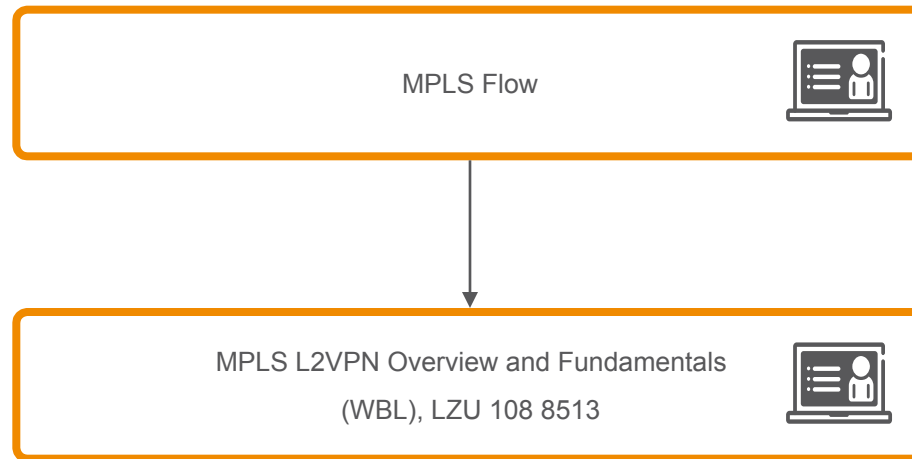 MPLS Flow
MPLS L2VPN Overview and Fundamentals
(WBL), LZU 108 8513